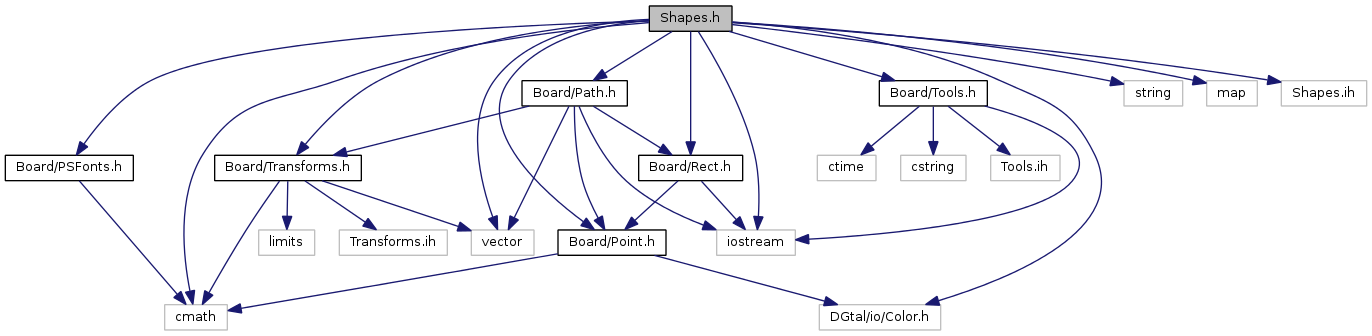 Shapes.h
Board/Path.h
Board/Tools.h
string
map
Shapes.ih
Board/PSFonts.h
Board/Transforms.h
Board/Rect.h
ctime
cstring
Tools.ih
limits
Transforms.ih
vector
Board/Point.h
iostream
cmath
DGtal/io/Color.h